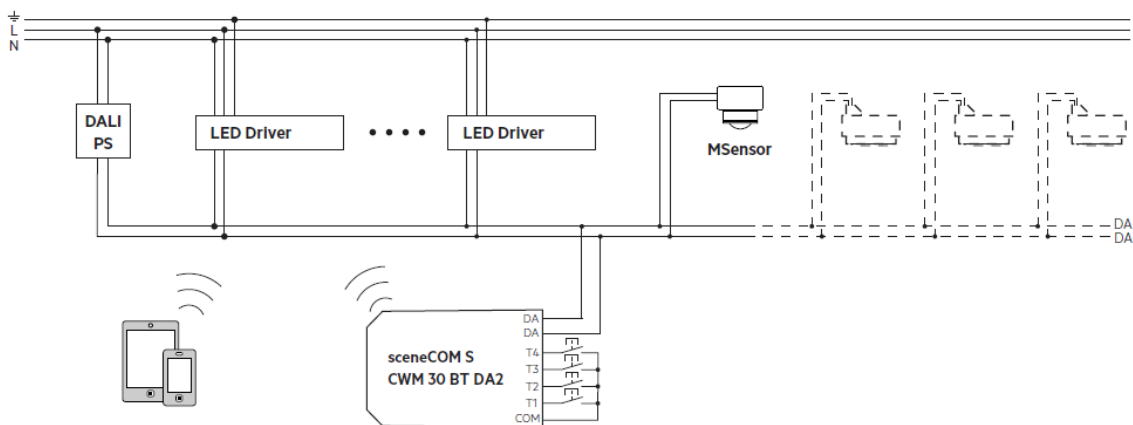 L
N
DALI
PS
LED Driver
LED Driver
MSensor
DA
DA
DA
DA
T4
T3
T2
T1
COM
sceneCOM S
CWM 30 BT DA2